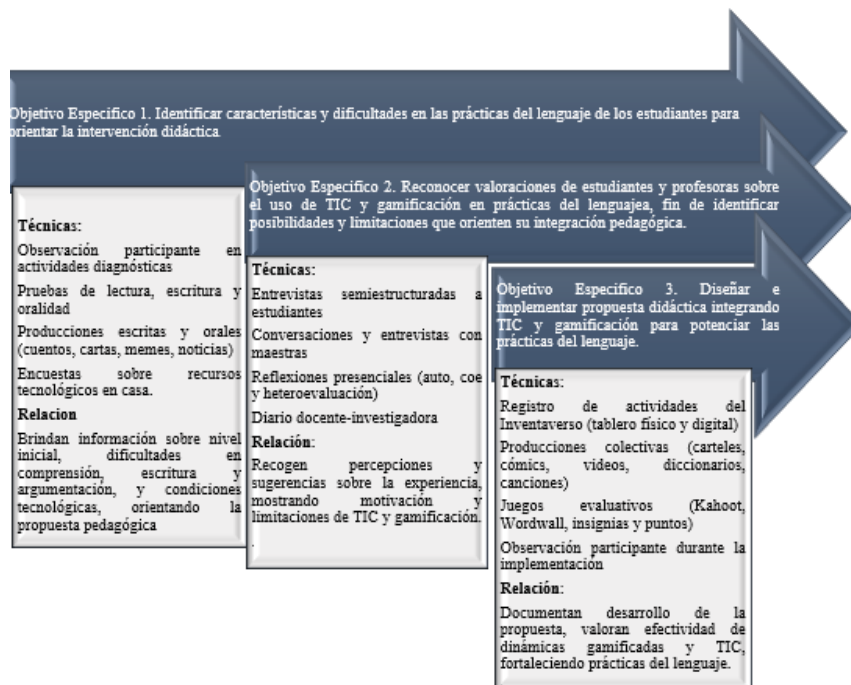 Objetivo Especifico 1. Identificar características y dificultades en las prácticas del lenguaje de los estudiantes para
orientar la intervención didáctica
Técnicas:
Observación participante en
actividades diagnósticas
Pruebas de lectura, escritura y
oralidad
Producciones escritas y orales
(cuentos, cartas, memes, noticias)
Encuestas sobre recursos
tecnológicos en casa.
Relacion
Brindan información sobre nivel
inicial, dificultades en
comprensión, escritura y
argumentación, y condiciones
tecnológicas, orientando la
propuesta pedagógica
Objetivo Especifico 2. Reconocer valoraciones de estudiantes y profesoras sobre
el uso de TIC y gamificación en prácticas del lenguajea, fin de identificar
posibilidades y limitaciones que orienten su integración pedagógica.
Técnicas:
Entrevistas semiestructuradas a
estudiantes
Conversaciones y entrevistas con
maestras
Reflexiones presenciales (auto, coe
y heteroevaluación)
Diario docente-investigadora
Relación:
Recogen percepciones y
sugerencias sobre la experiencia,
mostrando motivación y
limitaciones de TIC y gamificación.
.
Objetivo Especifico 3. Diseñar e
implementar propuesta didáctica integrando
TIC y gamificación para potenciar las
prácticas del lenguaje.
Técnicas:
Registro de actividades del
Inventaverso (tablero físico y digital)
Producciones colectivas (carteles,
cómics, videos, diccionarios,
canciones)
Juegos evaluativos (Kahoot,
Wordwall, insignias y puntos)
Observación participante durante la
implementación
Relación:
Documentan desarrollo de la
propuesta, valoran efectividad de
dinámicas gamificadas y TIC,
fortaleciendo prácticas del lenguaje.